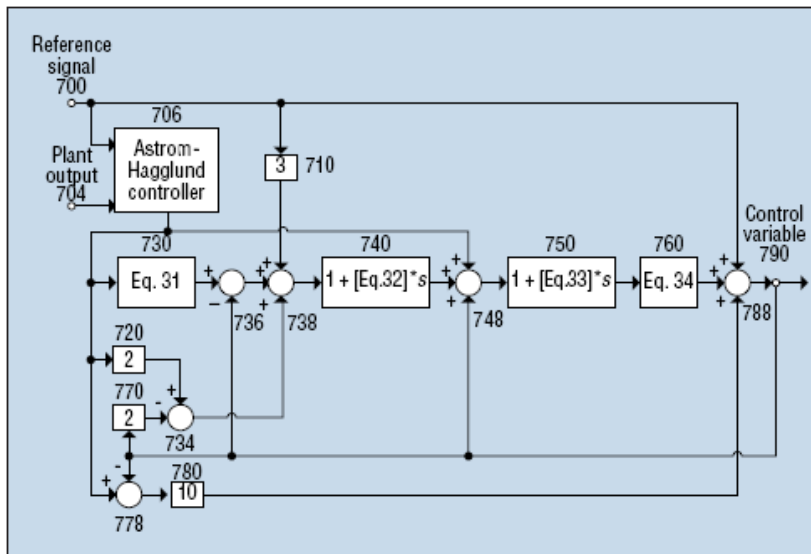 Reference
signal
700
706
Astrom-
Hagglund
controller
Plant
output
704
3
710
Control
variable
790
730
740
750
760
Eq. 31
+
−
+
+
+
1 + [Eq.32]*s
+
+
+
1 + [Eq.33]*s
Eq. 34
+
+
+
736
738
748
788
720
2
+
770
-
2
734
-
+
780
10
778